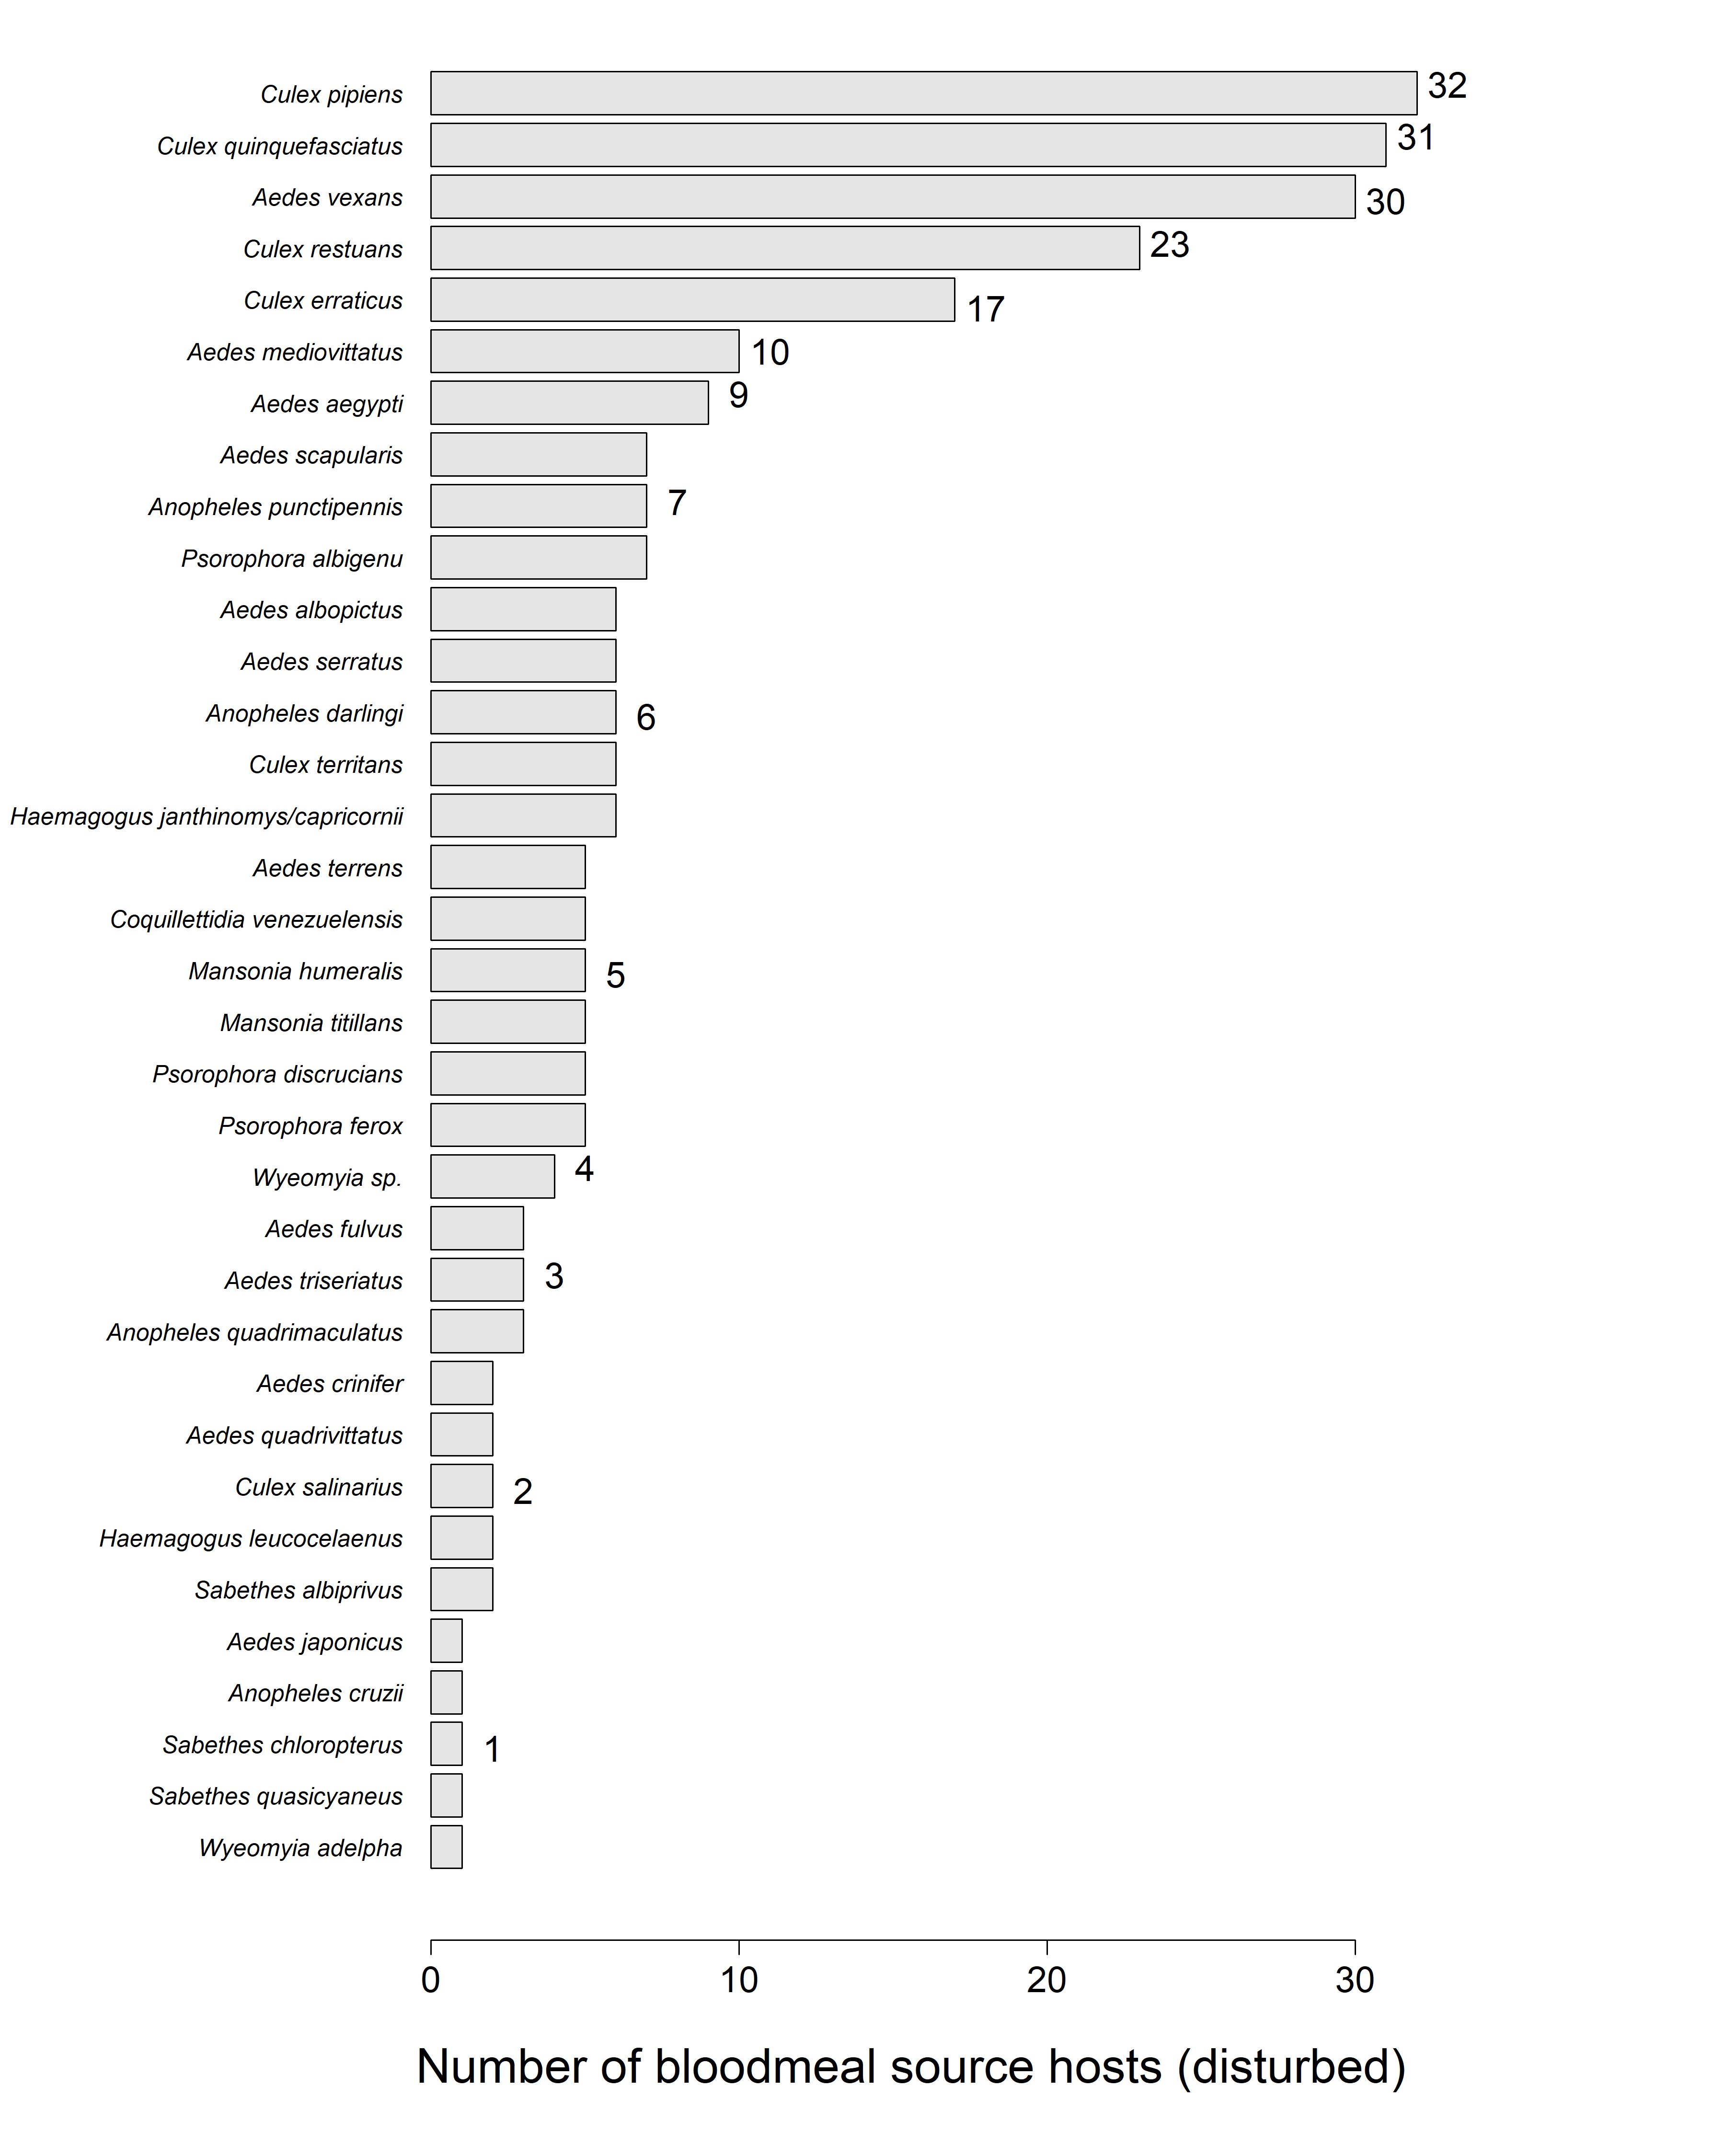 Culex pipiens 32
Culex quinquefasciatus 31
Aedes vexans 30
Culex restuans 23
Culex erraticus 17
Aedes mediovittatus 10
Aedes aegypti 9
Aedes scapularis
Anopheles punctipennis 7
Psorophora albigenu
Aedes albopictus
Aedes serratus
Anopheles darlingi 6
Culex territans
Haemagogus janthinomys/capricornii
Aedes terrens
Coquillettidia venezuelensis
Mansonia humeralis 5
Mansonia titillans
Psorophora discrucians
Psorophora ferox
Wyeomyia sp. 4
Aedes fulvus
Aedes triseriatus 3
Anopheles quadrimaculatus
Aedes crinifer
Aedes quadrivittatus
Culex salinarius 2
Haemagogus leucocelaenus
Sabethes albiprivus
Aedes japonicus
Anopheles cruzii
Sabethes chloropterus 1
Sabethes quasicyaneus
Wyeomyia adelpha
0 10 20 30
Number of bloodmeal source hosts (disturbed)